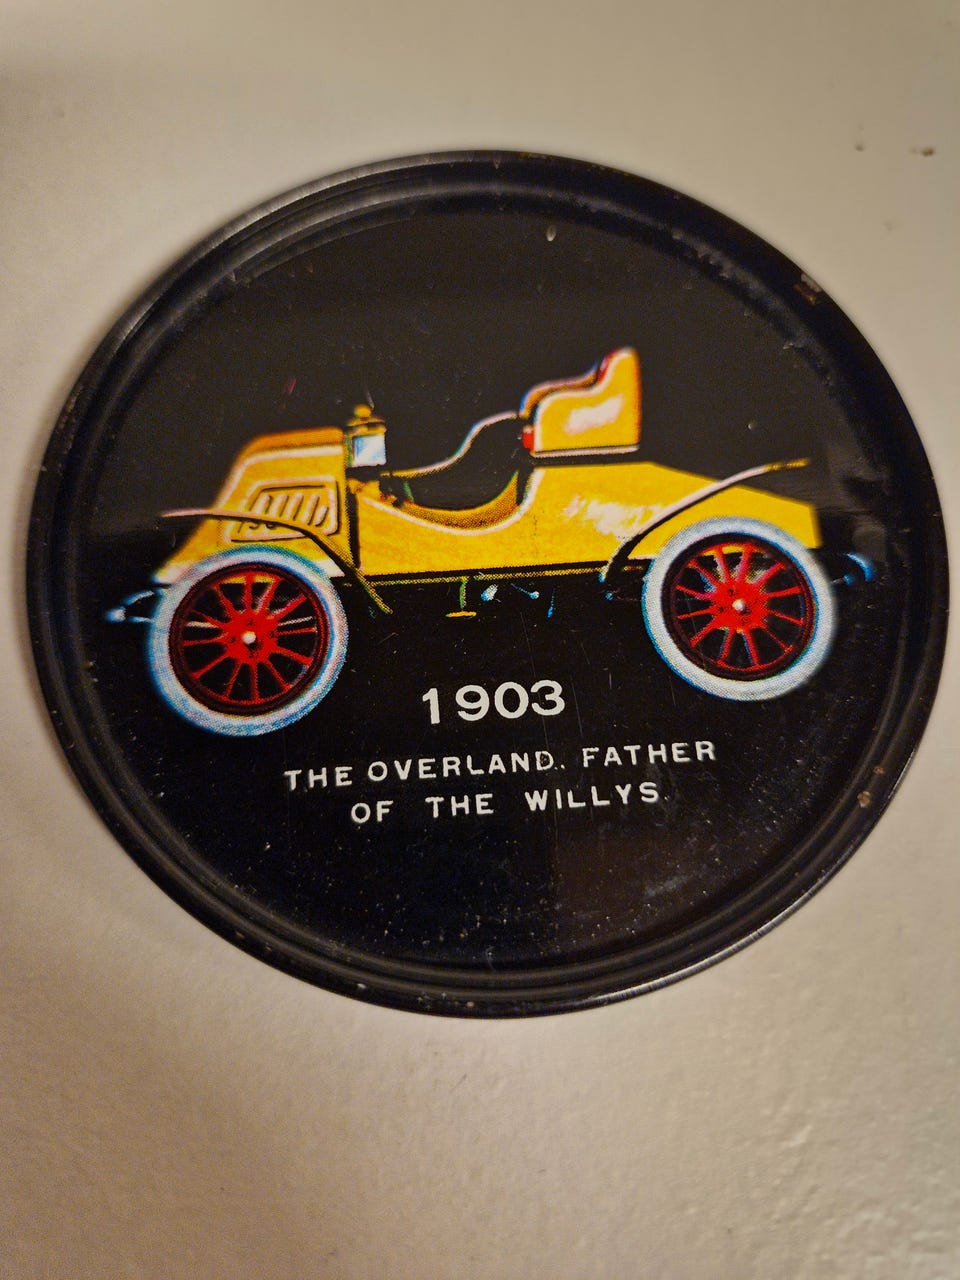 1903
THE OVERLAND. FATHER
OF THE WILLYS